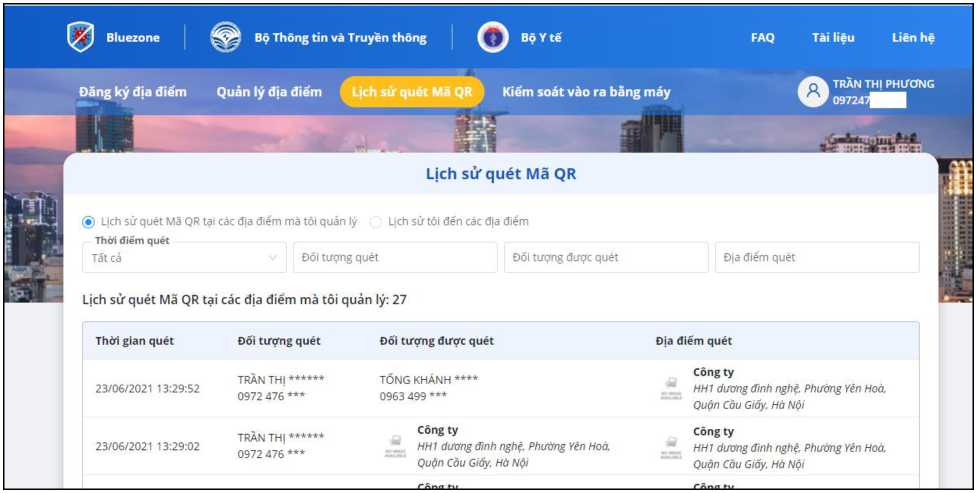 Bluezone
Bộ Thông tin và Truyền thông
Bộ Y tế
FAQ
Tài liệu
Liên hệ
Đăng ký địa điểm
Quản lý địa điểm
Lịch sử quét Mã QR
Kiểm soát vào ra bằng máy
TRẦN THỊ PHƯƠNG
097247
Lịch sử quét Mã QR
Lịch sử quét Mã QR tại các địa điểm mà tôi quản lý
Lịch sử tôi đến các địa điểm
Thời điểm quét
Tất cả
Đối tượng quét
Đối tượng được quét
Địa điểm quét
Lịch sử quét Mã QR tại các địa điểm mà tôi quản lý: 27
Thời gian quét
Đối tượng quét
Đối tượng được quét
Địa điểm quét
23/06/2021 13:29:52
TRẦN THỊ ******
0972 476 ***
TỐNG KHÁNH ****
0963 499 ***
NO IMAGE
AVAILABLE
Công ty
HH1 dương đình nghệ, Phường Yên Hoà,
Quận Cầu Giấy, Hà Nội
23/06/2021 13:29:02
TRẦN THỊ ******
0972 476 ***
NO IMAGE
AVAILABLE
Công ty
HH1 dương đình nghệ, Phường Yên Hoà,
Quận Cầu Giấy, Hà Nội
NO IMAGE
AVAILABLE
Công ty
HH1 dương đình nghệ, Phường Yên Hoà,
Quận Cầu Giấy, Hà Nội
Công ty
Công ty